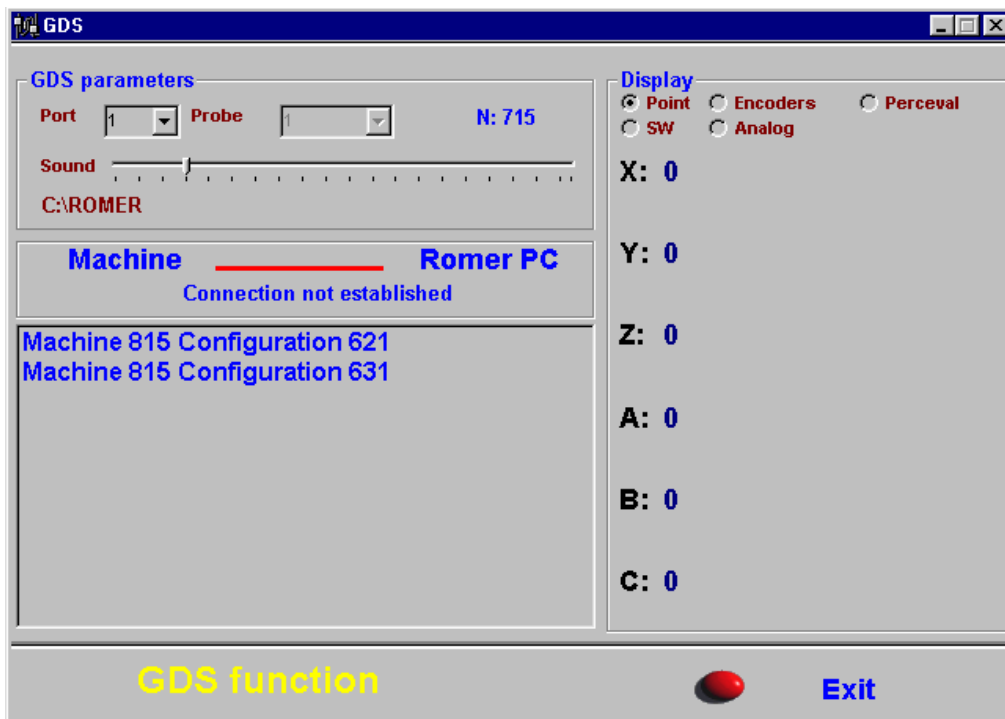 GDS
GDS parameters
Port 1 Probe 1 N: 715
Sound
C:\ROMER
Machine Romer PC
Connection not established
Machine 815 Configuration 621
Machine 815 Configuration 631
Display
Point Encoders Perceval
SW Analog
X: 0
Y: 0
Z: 0
A: 0
B: 0
C: 0
GDS function
Exit